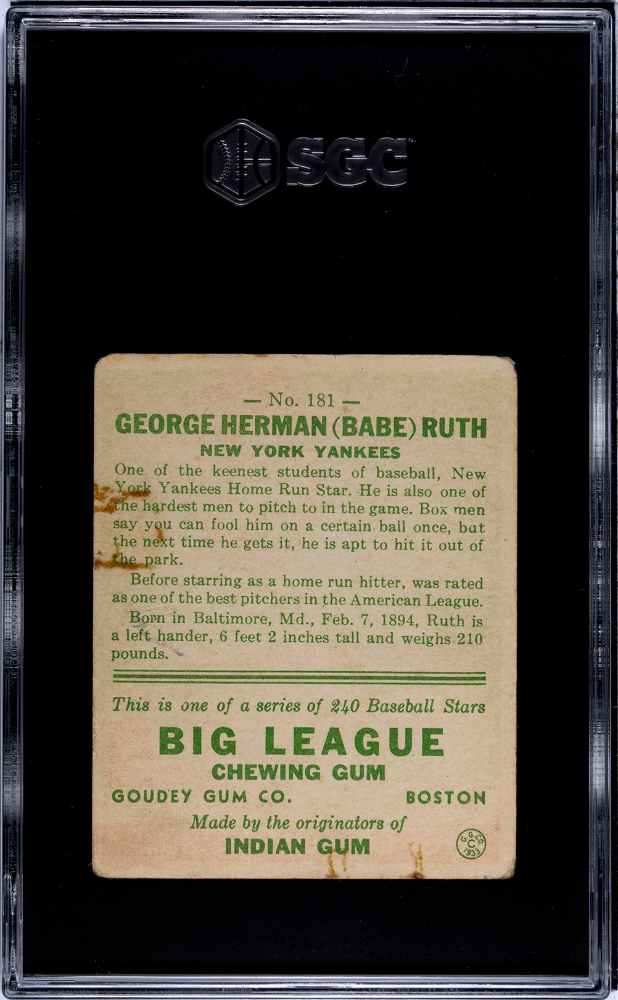 SGC
— No. 181 —
GEORGE HERMAN (BABE) RUTH
NEW YORK YANKEES
One of the keenest students of baseball, New
York Yankees Home Run Star. He is also one of
the hardest men to pitch to in the game. Box men
say you can fool him on a certain ball once, but
the next time he gets it, he is apt to hit it out of
the park.
Before starring as a home run hitter, was rated
as one of the best pitchers in the American League.
Born in Baltimore, Md., Feb. 7, 1894, Ruth is
a left hander, 6 feet 2 inches tall and weighs 210
pounds.
This is one of a series of 240 Baseball Stars
BIG LEAGUE
CHEWING GUM
GOUDEY GUM CO. BOSTON
Made by the originators of
INDIAN GUM
G.G.CO.
C
1933